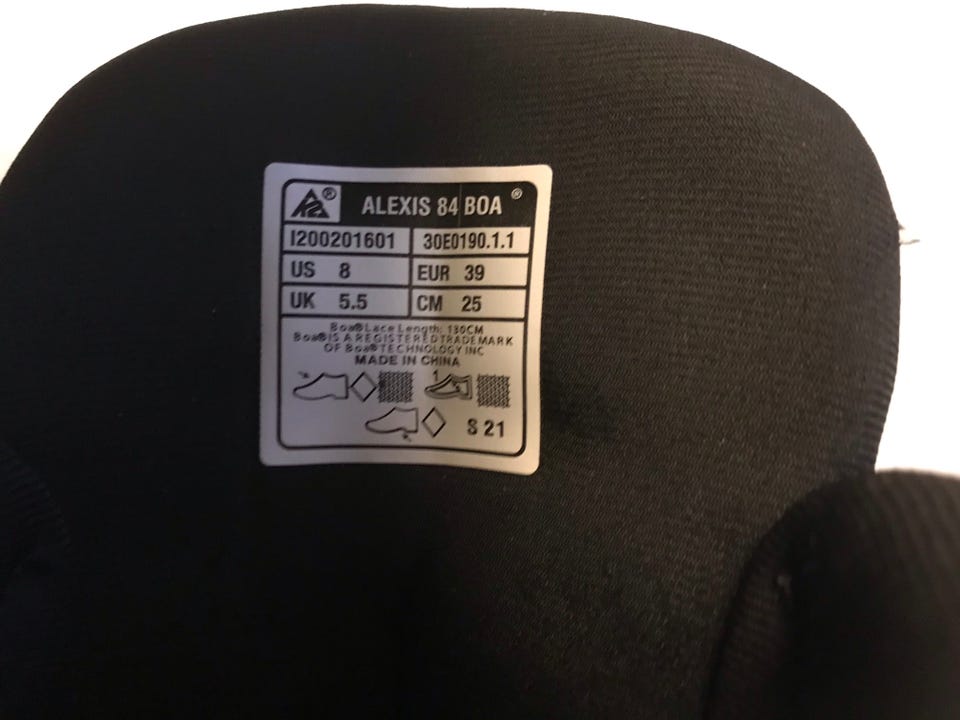 K2® ALEXIS 84 BOA ®
I200201601 30E0190.1.1
US 8 EUR 39
UK 5.5 CM 25
Boa® Lace Length: 130CM
Boa® IS A REGISTERED TRADEMARK
OF Boa® TECHNOLOGY INC
MADE IN CHINA
1
S 21